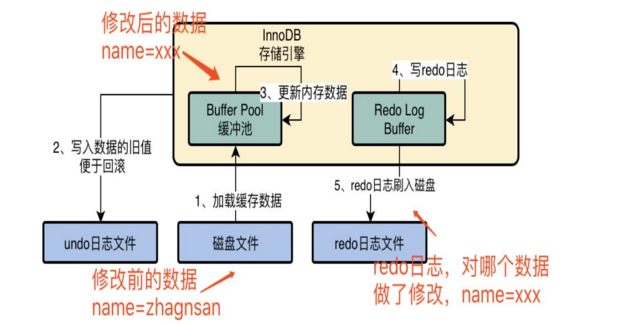 修改后的数据
name=xxx
InnoDB
存储引擎
4、写redo日志
3、更新内存数据
Buffer Pool
缓冲池
Redo Log
Buffer
2、写入数据的旧值
便于回滚
1、加载缓存数据
5、redo日志刷入磁盘
undo日志文件
磁盘文件
redo日志文件
修改前的数据
name=zhagnsan
redo日志，对哪个数据
做了修改，name=xxx